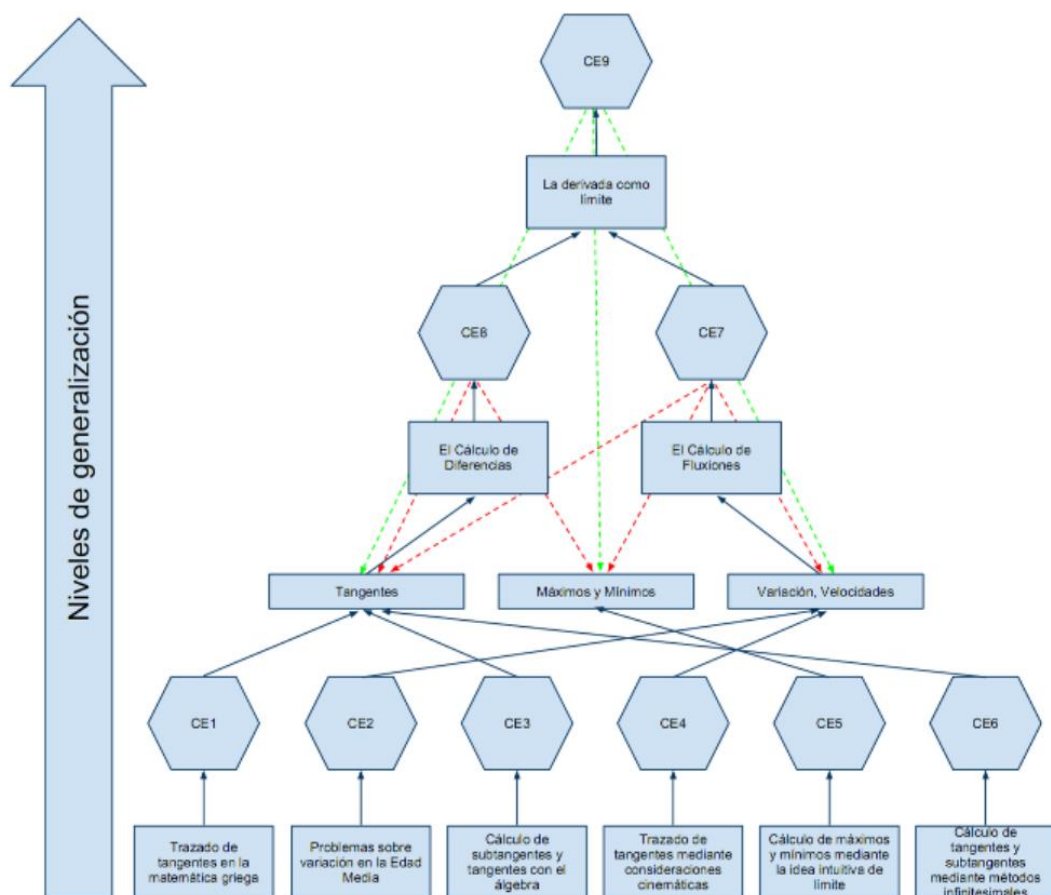 CE9
La derivada como
límite
CE8
CE7
El Cálculo de
Diferencias
El Cálculo de
Fluxiones
Niveles de generalización
Tangentes
Máximos y Mínimos
Variación, Velocidades
CE1
CE2
CE3
CE4
CE5
CE6
Trazado de
tangentes en la
matemática griega
Problemas sobre
variación en la Edad
Media
Cálculo de
subtangentes y
tangentes con el
álgebra
Trazado de
tangentes mediante
consideraciones
cinemáticas
Cálculo de máximos
y mínimos mediante
la idea intuitiva de
límite
Cálculo de
tangentes y
subtangentes
mediante métodos
infinitesimales